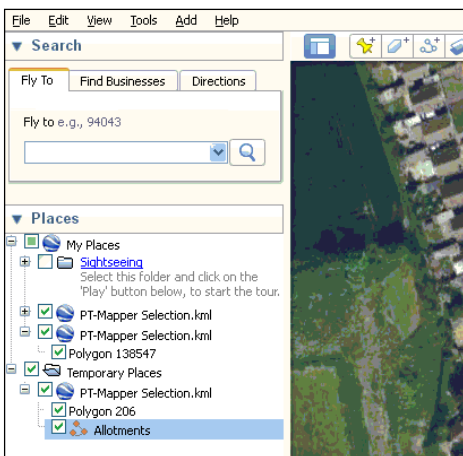 File Edit View Tools Add Help
Search
Fly To Find Businesses Directions
Fly to e.g., 94043
Places
My Places
Sightseeing
Select this folder and click on the
'Play' button below, to start the tour.
PT-Mapper Selection.kml
PT-Mapper Selection.kml
Polygon 138547
Temporary Places
PT-Mapper Selection.kml
Polygon 206
Allotments